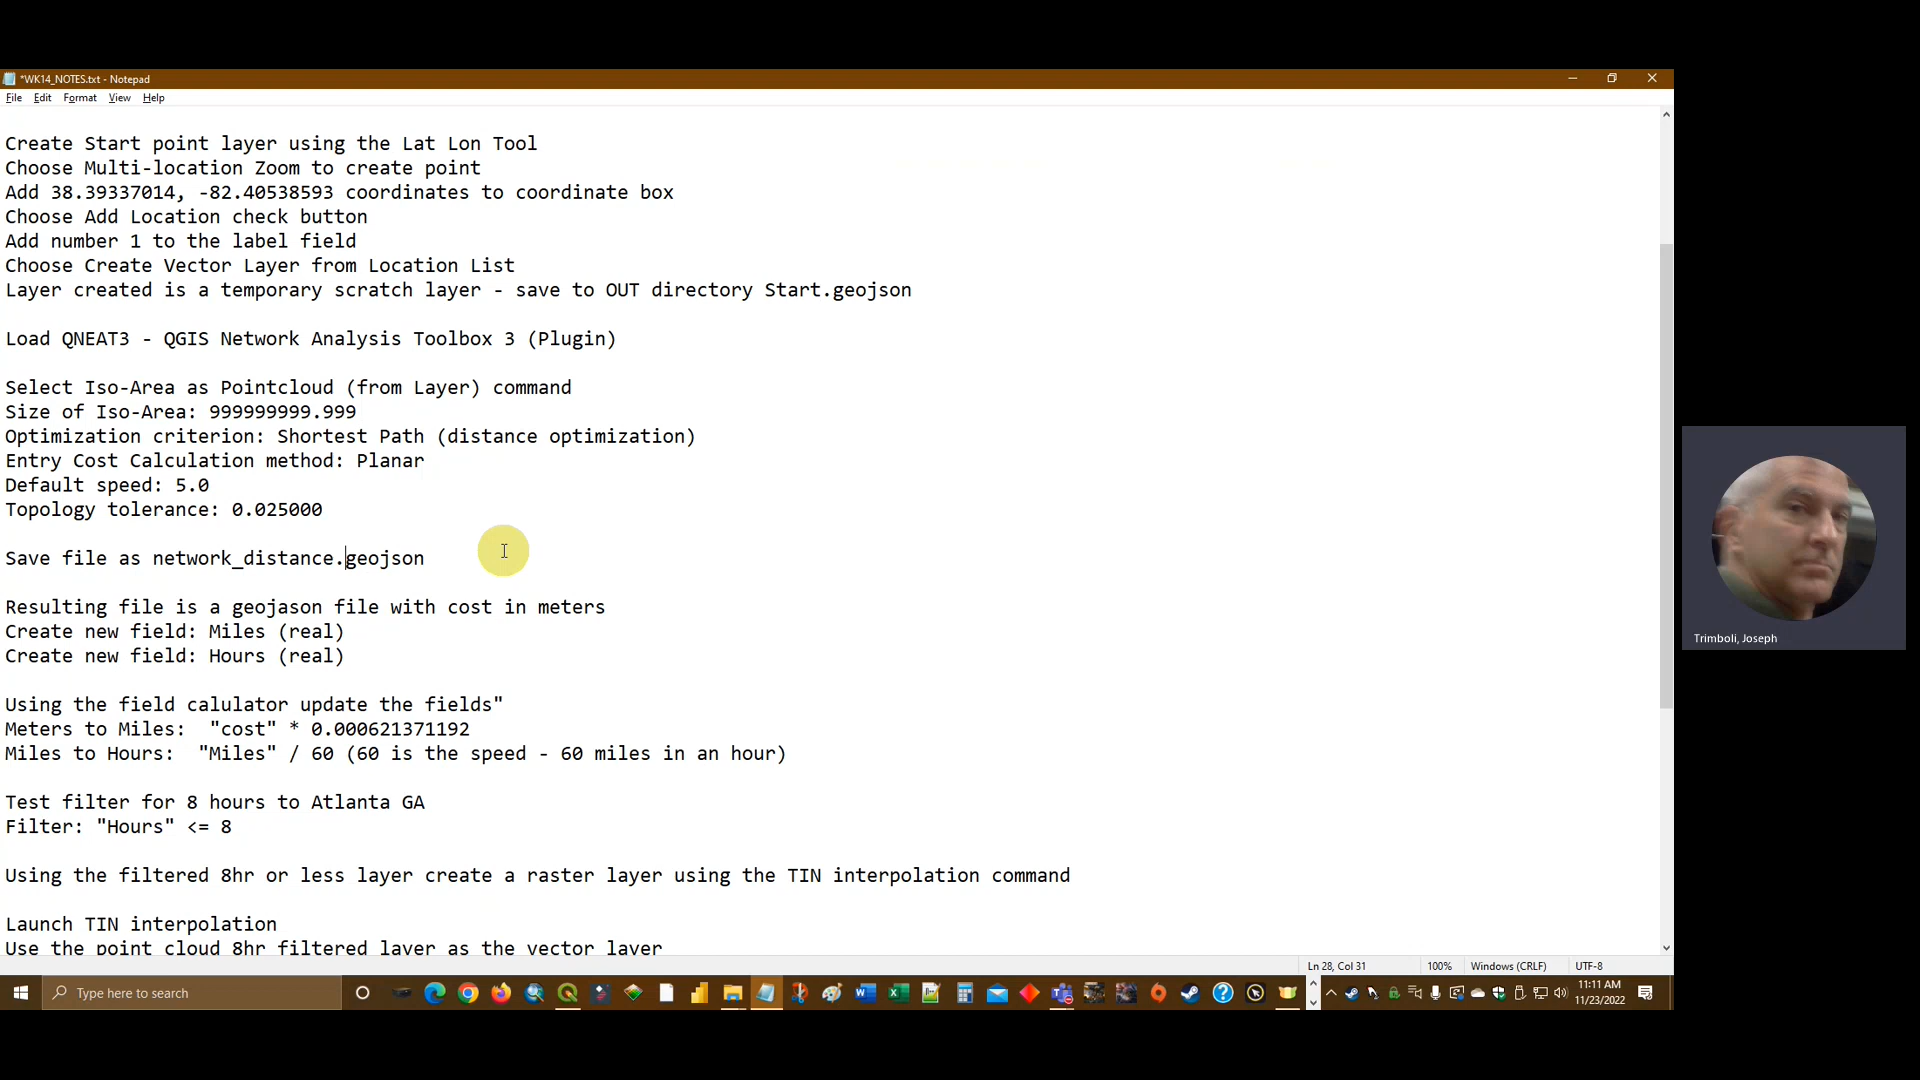 *WK14_NOTES.txt - Notepad
File Edit Format View Help
Create Start point layer using the Lat Lon Tool
Choose Multi-location Zoom to create point
Add 38.39337014, -82.40538593 coordinates to coordinate box
Choose Add Location check button
Add number 1 to the label field
Choose Create Vector Layer from Location List
Layer created is a temporary scratch layer - save to OUT directory Start.geojson
Load QNEAT3 - QGIS Network Analysis Toolbox 3 (Plugin)
Select Iso-Area as Pointcloud (from Layer) command
Size of Iso-Area: 999999999.999
Optimization criterion: Shortest Path (distance optimization)
Entry Cost Calculation method: Planar
Default speed: 5.0
Topology tolerance: 0.025000
Save file as network_distance.geojson
Resulting file is a geojason file with cost in meters
Create new field: Miles (real)
Create new field: Hours (real)
Using the field calulator update the fields"
Meters to Miles:  "cost" * 0.000621371192
Miles to Hours:  "Miles" / 60 (60 is the speed - 60 miles in an hour)
Test filter for 8 hours to Atlanta GA
Filter: "Hours" <= 8
Using the filtered 8hr or less layer create a raster layer using the TIN interpolation command
Launch TIN interpolation
Use the point cloud 8hr filtered layer as the vector layer
Trimboli, Joseph
Ln 28, Col 31 100% Windows (CRLF) UTF-8
Type here to search
11:11 AM
11/23/2022